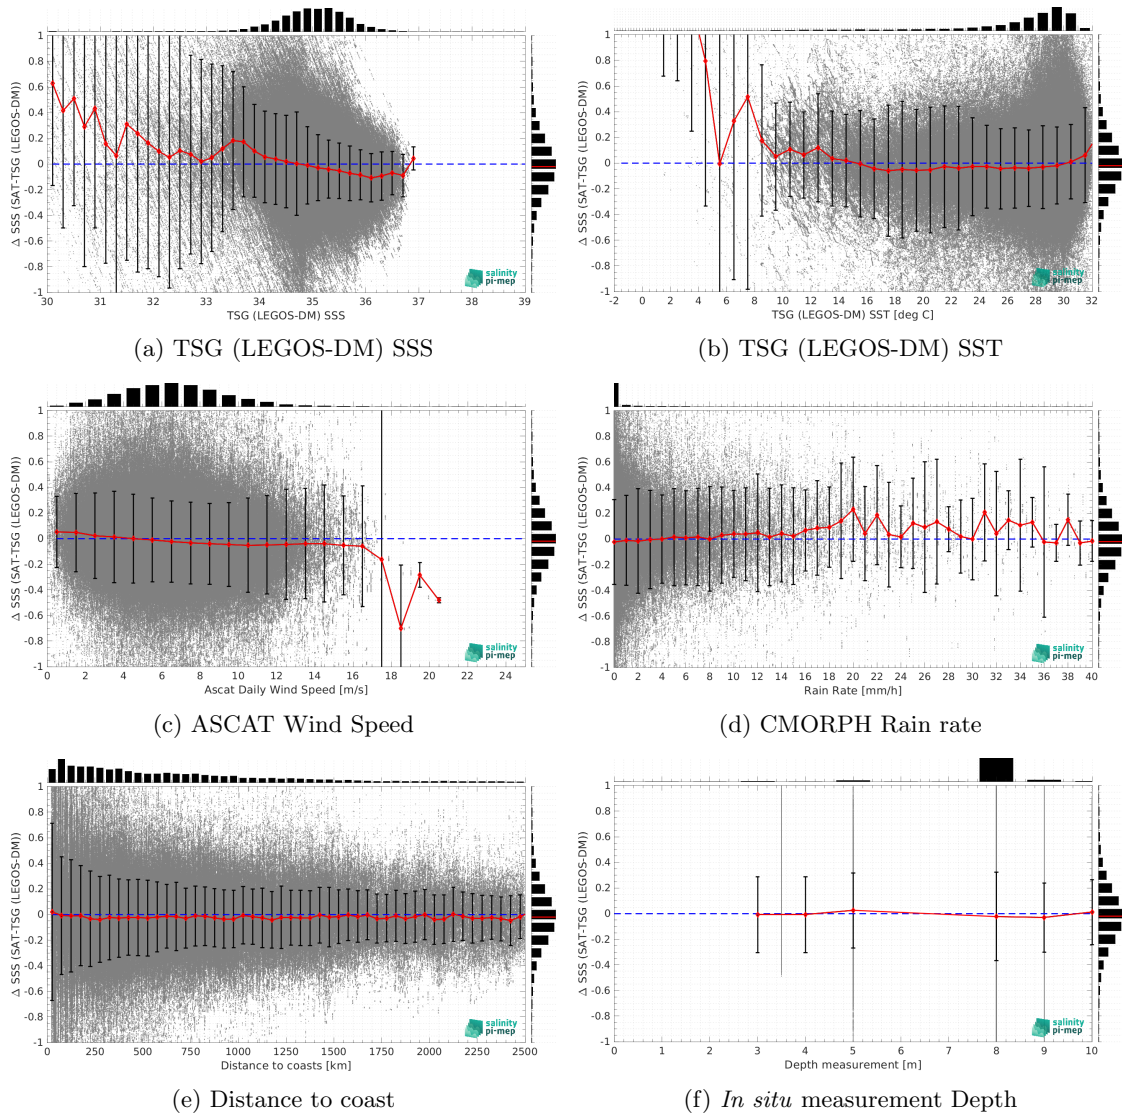 1
0.8
0.6
0.4
0.2
0
-0.2
-0.4
-0.6
-0.8
-1
Δ SSS (SAT-TSG (LEGOS-DM))
30 31 32 33 34 35 36 37 38 39
TSG (LEGOS-DM) SSS
salinity
pi-mep
(a) TSG (LEGOS-DM) SSS
1
0.8
0.6
0.4
0.2
0
-0.2
-0.4
-0.6
-0.8
-1
Δ SSS (SAT-TSG (LEGOS-DM))
-2 0 2 4 6 8 10 12 14 16 18 20 22 24 26 28 30 32
TSG (LEGOS-DM) SST [deg C]
salinity
pi-mep
(b) TSG (LEGOS-DM) SST
1
0.8
0.6
0.4
0.2
0
-0.2
-0.4
-0.6
-0.8
-1
Δ SSS (SAT-TSG (LEGOS-DM))
0 2 4 6 8 10 12 14 16 18 20 22 24
Ascat Daily Wind Speed [m/s]
salinity
pi-mep
(c) ASCAT Wind Speed
1
0.8
0.6
0.4
0.2
0
-0.2
-0.4
-0.6
-0.8
-1
Δ SSS (SAT-TSG (LEGOS-DM))
0 2 4 6 8 10 12 14 16 18 20 22 24 26 28 30 32 34 36 38 40
Rain Rate [mm/h]
salinity
pi-mep
(d) CMORPH Rain rate
1
0.8
0.6
0.4
0.2
0
-0.2
-0.4
-0.6
-0.8
-1
Δ SSS (SAT-TSG (LEGOS-DM))
0 250 500 750 1000 1250 1500 1750 2000 2250 2500
Distance to coasts [km]
salinity
pi-mep
(e) Distance to coast
1
0.8
0.6
0.4
0.2
0
-0.2
-0.4
-0.6
-0.8
-1
Δ SSS (SAT-TSG (LEGOS-DM))
0 1 2 3 4 5 6 7 8 9 10
Depth measurement [m]
salinity
pi-mep
(f) In situ measurement Depth